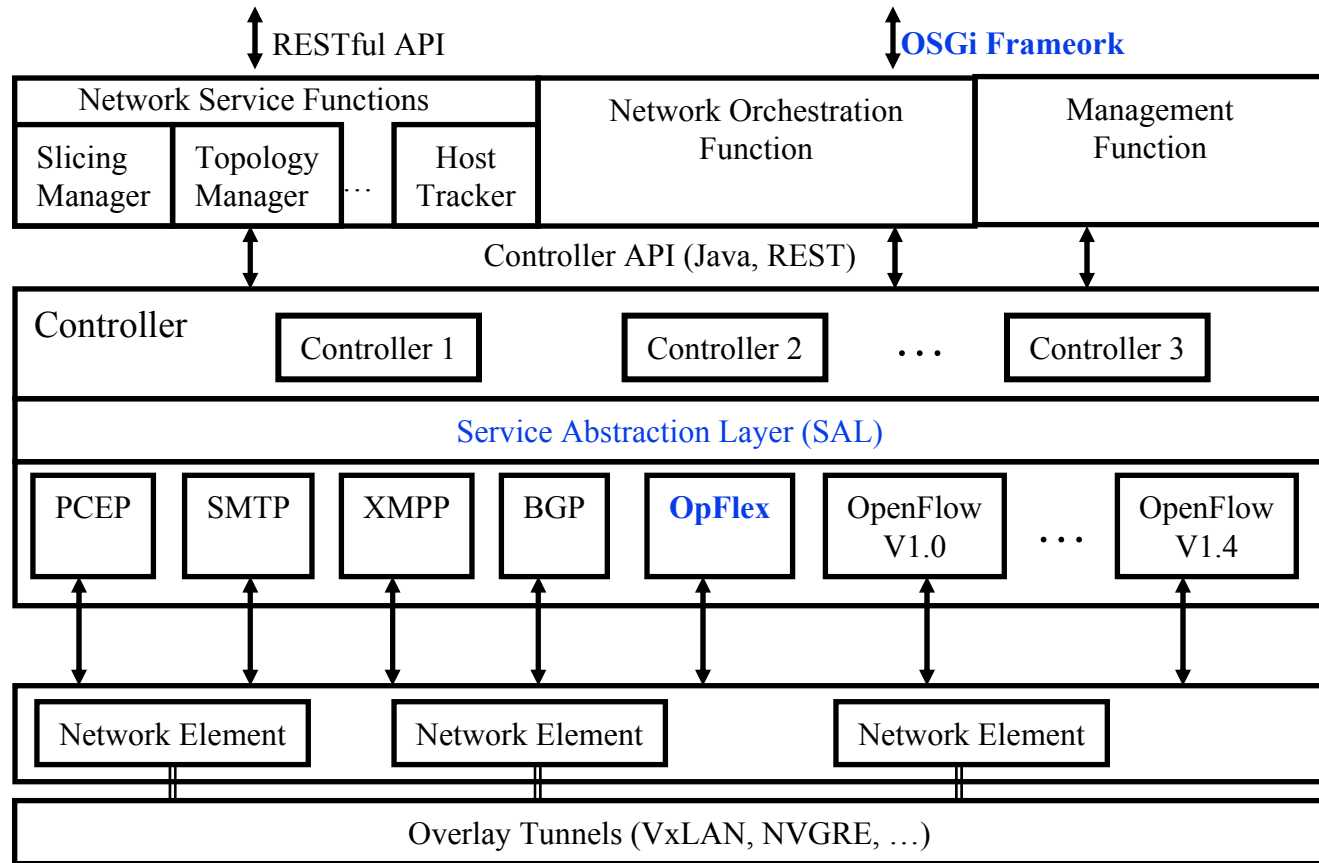 RESTful API
OSGi Frameork
Network Service Functions
Slicing
Manager
Topology
Manager
...
Host
Tracker
Network Orchestration
Function
Management
Function
Controller API (Java, REST)
Controller
Controller 1
Controller 2
...
Controller 3
Service Abstraction Layer (SAL)
PCEP
SMTP
XMPP
BGP
OpFlex
OpenFlow
V1.0
...
OpenFlow
V1.4
Network Element
Network Element
Network Element
Overlay Tunnels (VxLAN, NVGRE, …)